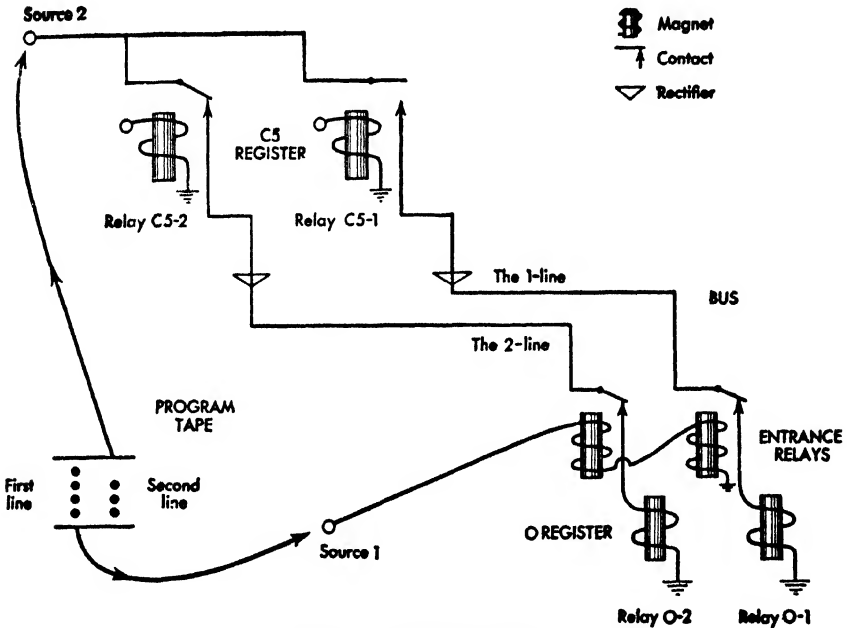 Source 2
Magnet
Contact
Rectifier
C5
REGISTER
Relay C5-2
Relay C5-1
The 1-line
BUS
The 2-line
PROGRAM
TAPE
First
line
Second
line
ENTRANCE
RELAYS
Source 1
O REGISTER
Relay O-2
Relay O-1